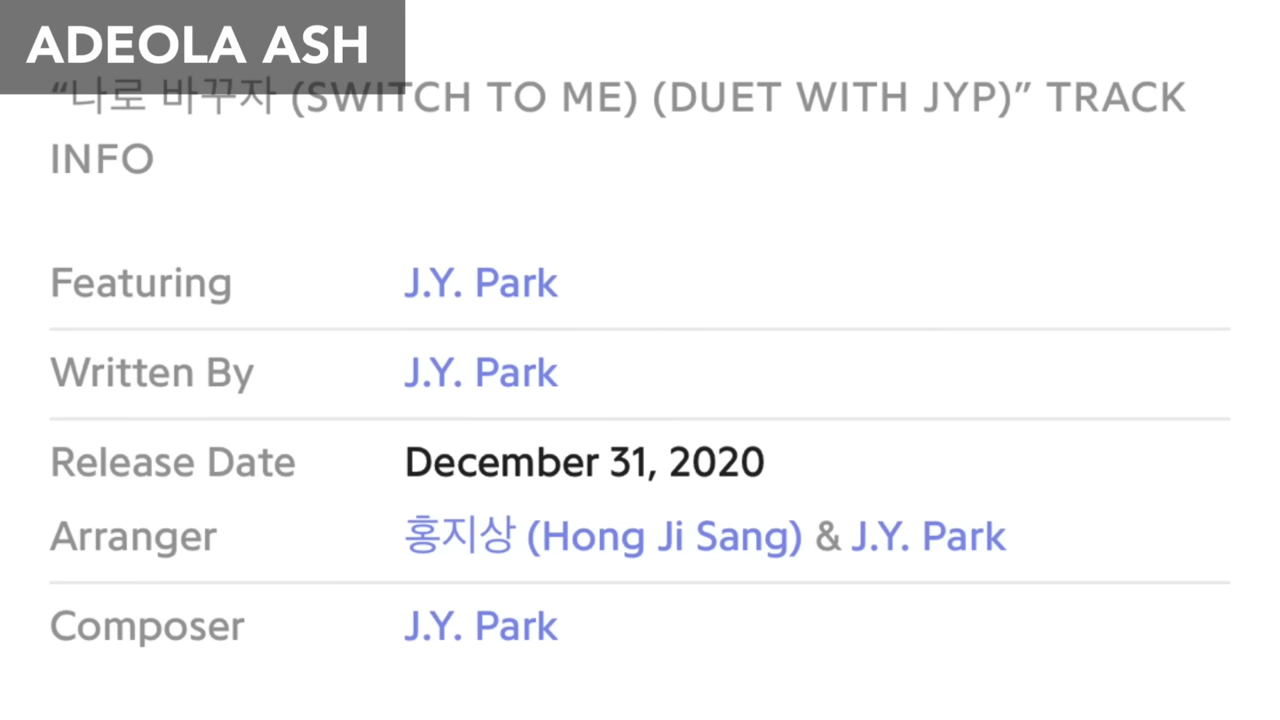 ADEOLA ASH
“나로 바꾸자 (SWITCH TO ME) (DUET WITH JYP)” TRACK
INFO
Featuring J.Y. Park
Written By J.Y. Park
Release Date December 31, 2020
Arranger 홍지상 (Hong Ji Sang) & J.Y. Park
Composer J.Y. Park